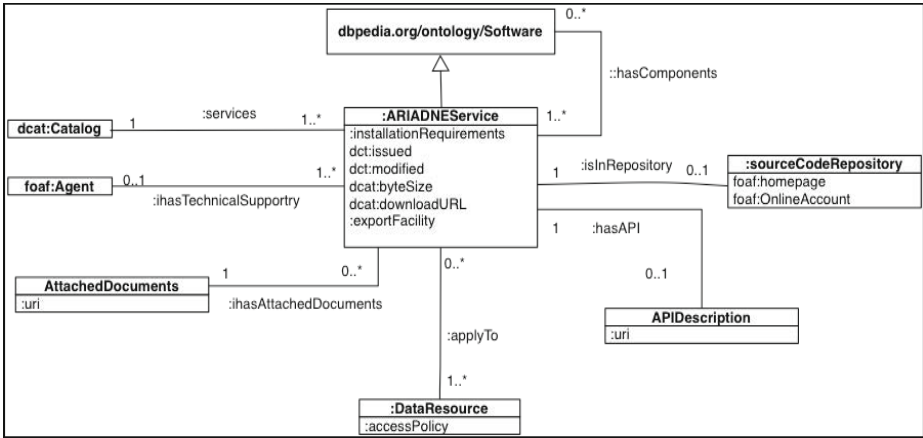 0..*
dbpedia.org/ontology/Software
::hasComponents
:services
1
1..*
dcat:Catalog
:ARIADNEService
1..*
:installationRequirements
dct:issued
dct:modified
dcat:byteSize
dcat:downloadURL
:exportFacility
foaf:Agent
0..1
1..*
:ihasTechnicalSupportry
1
:isInRepository
0..1
:sourceCodeRepository
foaf:homepage
foaf:OnlineAccount
1
:hasAPI
0..1
AttachedDocuments
:uri
1
0..*
:ihasAttachedDocuments
0..*
APIDescription
:uri
:applyTo
1..*
:DataResource
:accessPolicy